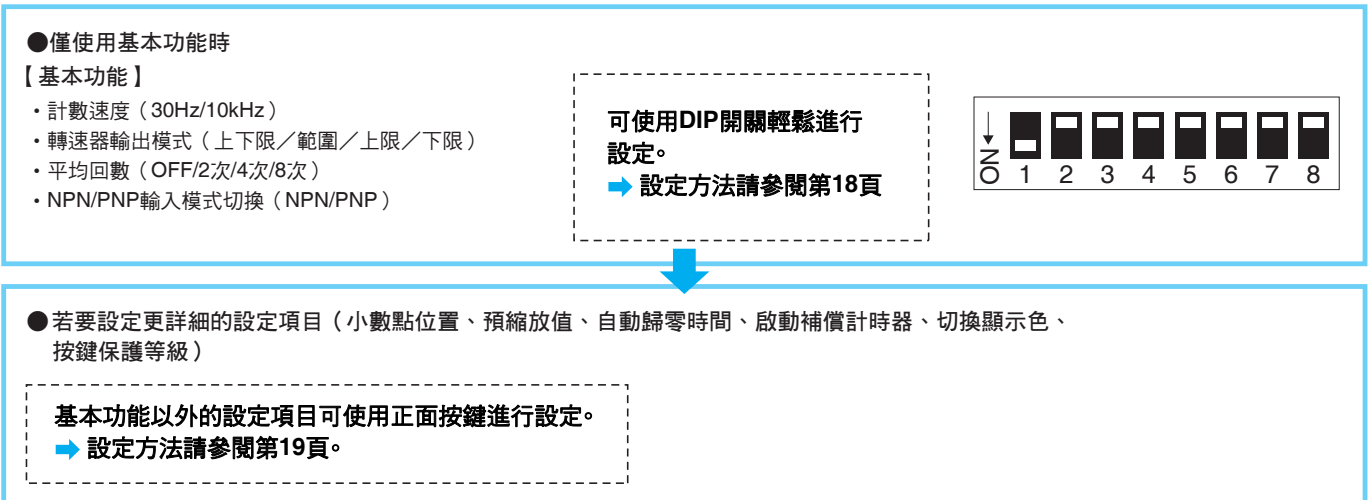 ●僅使用基本功能時
【基本功能】
・計數速度（30Hz/10kHz）
・轉速器輸出模式（上下限／範圍／上限／下限）
・平均回數（OFF/2次/4次/8次）
・NPN/PNP輸入模式切換（NPN/PNP）
可使用DIP開關輕鬆進行
設定。
➡ 設定方法請參閱第18頁
ON→
1 2 3 4 5 6 7 8
●若要設定更詳細的設定項目（小數點位置、預縮放值、自動歸零時間、啟動補償計時器、切換顯示色、
按鍵保護等級）
基本功能以外的設定項目可使用正面按鍵進行設定。
➡ 設定方法請參閱第19頁。